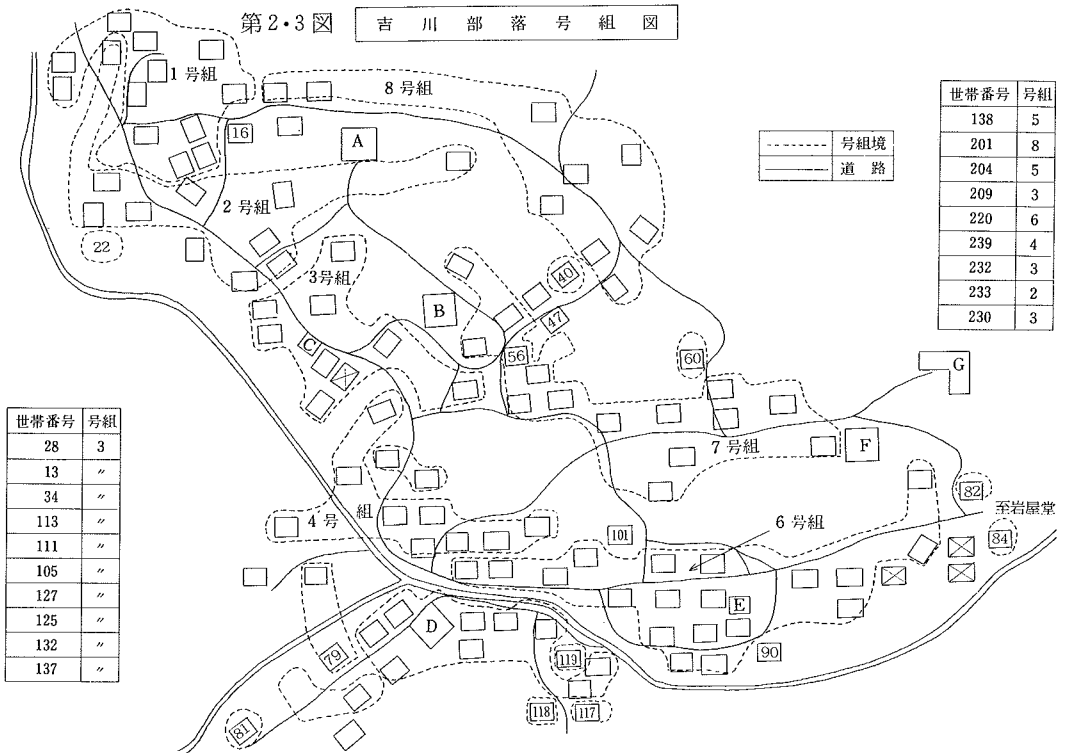 第2・3図 吉川部落号組図
1号組
8号組
16
A
2号組
22
3号組
40
B
47
C
56
60
G
7号組
F
4号組
101
6号組
82
至岩屋堂
84
E
D
79
119
90
81
118
117
号組境
道路
世帯番号 号組
138 5
201 8
204 5
209 3
220 6
239 4
232 3
233 2
230 3
世帯番号 号組
28 3
13 〃
34 〃
113 〃
111 〃
105 〃
127 〃
125 〃
132 〃
137 〃